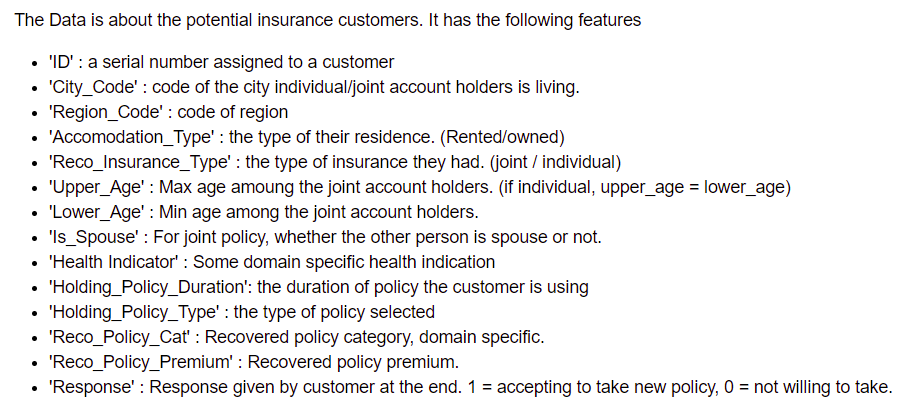 The Data is about the potential insurance customers. It has the following features
• 'ID' : a serial number assigned to a customer
• 'City_Code' : code of the city individual/joint account holders is living.
• 'Region_Code' : code of region
• 'Accomodation_Type' : the type of their residence. (Rented/owned)
• 'Reco_Insurance_Type' : the type of insurance they had. (joint / individual)
• 'Upper_Age' : Max age amoung the joint account holders. (if individual, upper_age = lower_age)
• 'Lower_Age' : Min age among the joint account holders.
• 'Is_Spouse' : For joint policy, whether the other person is spouse or not.
• 'Health Indicator' : Some domain specific health indication
• 'Holding_Policy_Duration': the duration of policy the customer is using
• 'Holding_Policy_Type' : the type of policy selected
• 'Reco_Policy_Cat' : Recovered policy category, domain specific.
• 'Reco_Policy_Premium' : Recovered policy premium.
• 'Response' : Response given by customer at the end. 1 = accepting to take new policy, 0 = not willing to take.